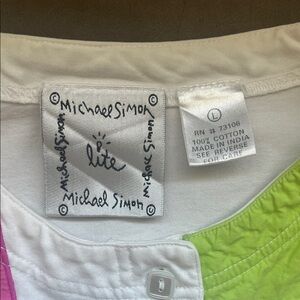 © Michael Simon ©
Michael Simon
lite
Michael Simon
© Michael Simon ©
L
RN # 73106
100% COTTON
MADE IN INDIA
SEE REVERSE
FOR CARE